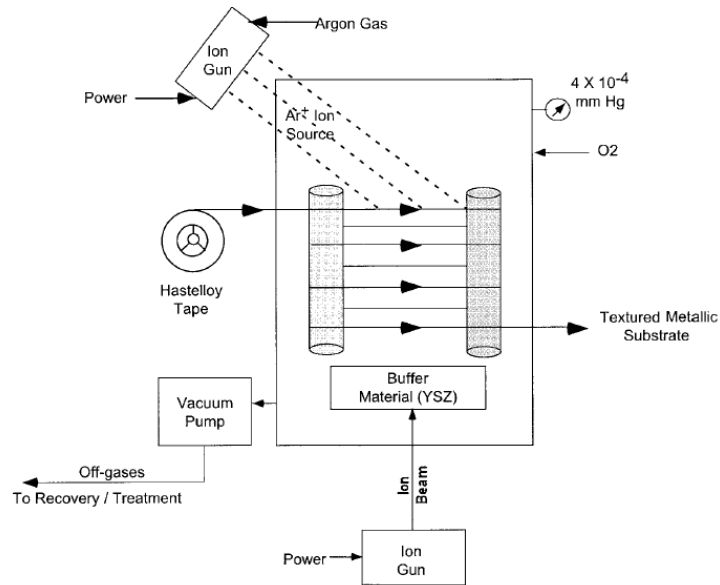 Argon Gas
Ion
Gun
Power
4 X 10-4
mm Hg
Ar+ Ion
Source
O2
Hastelloy
Tape
Textured Metallic
Substrate
Buffer
Material (YSZ)
Vacuum
Pump
Off-gases
To Recovery / Treatment
Ion
Beam
Power
Ion
Gun